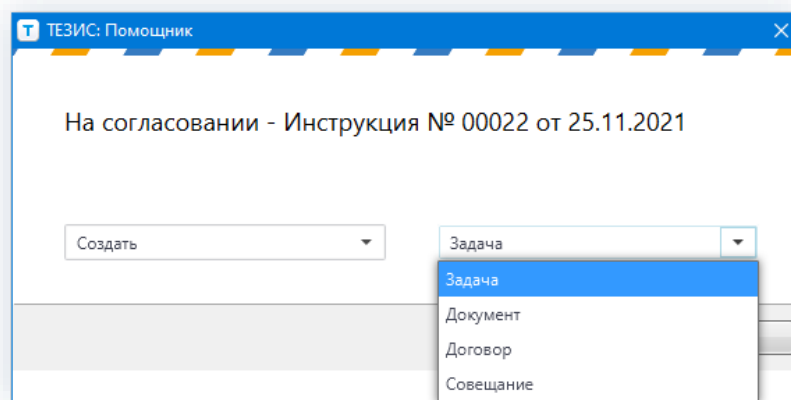 Т ТЕЗИС: Помощник
На согласовании - Инструкция № 00022 от 25.11.2021
Создать Задача
Задача
Документ
Договор
Совещание